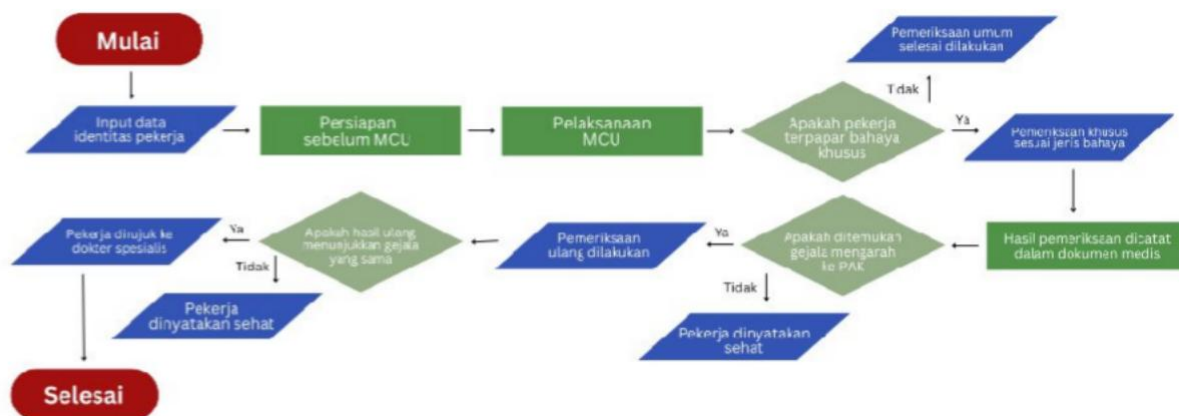 Mulai
Pemeriksaan umum
selesai dilakukan
Tidak
Input data
identitas pekerja
Persiapan
sebelum MCU
Pelaksanaan
MCU
Apakah pekerja
terpapar bahaya
khusus
Ya
Pemeriksaan khusus
sesuai jenis bahaya
Pekerja dirujuk ke
dokter spesialis
Ya
Apakah hasil ulang
menunjukkan gejala
yang sama
Tidak
Pekerja
dinyatakan sehat
Pemeriksaan
ulang dilakukan
Ya
Apakah ditemukan
gejala mengarah
ke PAK
Tidak
Pekerja dinyatakan
sehat
Hasil pemeriksaan dicatat
dalam dokumen medis
Selesai